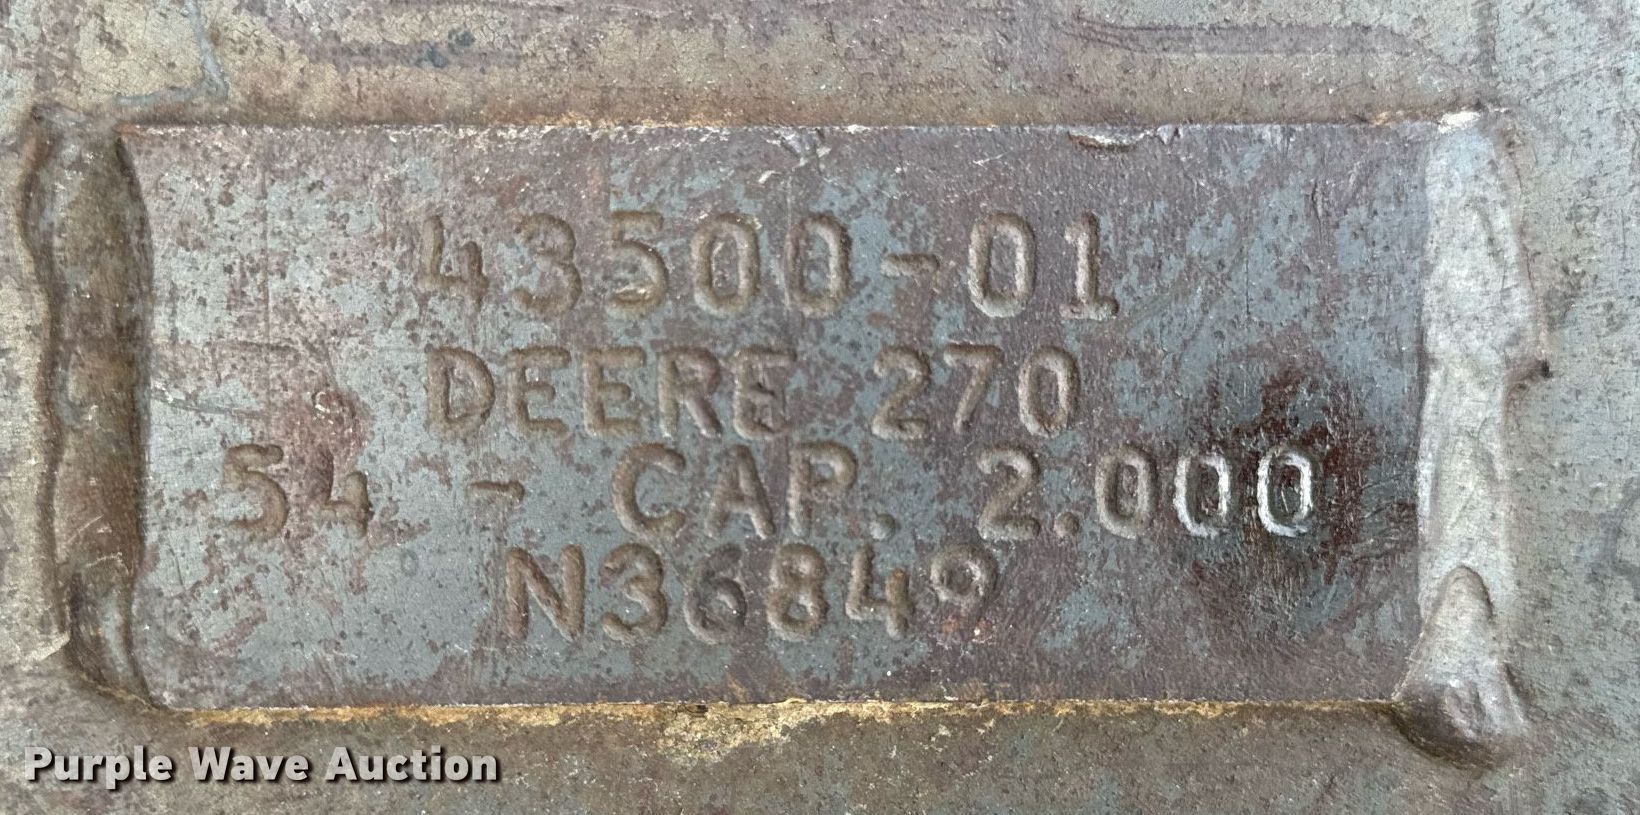 43500-01
DEERE 270
54 - CAP. 2.000
N36849
Purple Wave Auction